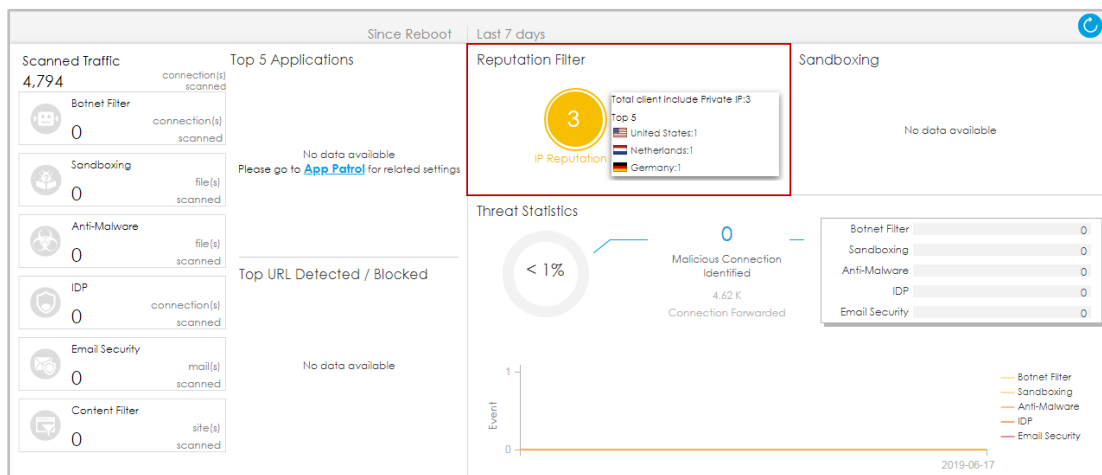 Since Reboot
Last 7 days
Scanned Traffic
4,794
connection(s)
scanned
Botnet Filter
0
connection(s)
scanned
Sandboxing
0
file(s)
scanned
Anti-Malware
0
file(s)
scanned
IDP
0
connection(s)
scanned
Email Security
0
mail(s)
scanned
Content Filter
0
site(s)
scanned
Top 5 Applications
No data available
Please go to App Patrol for related settings
Top URL Detected / Blocked
No data available
Reputation Filter
3
IP Reputation
Total client include Private IP:3
Top 5
United States:1
Netherlands:1
Germany:1
Sandboxing
No data available
Threat Statistics
< 1%
0
Malicious Connection
Identified
4.62 K
Connection Forwarded
Botnet Filter 0
Sandboxing 0
Anti-Malware 0
IDP 0
Email Security 0
Event
1
0
2019-06-17
Botnet Filter
Sandboxing
Anti-Malware
IDP
Email Security